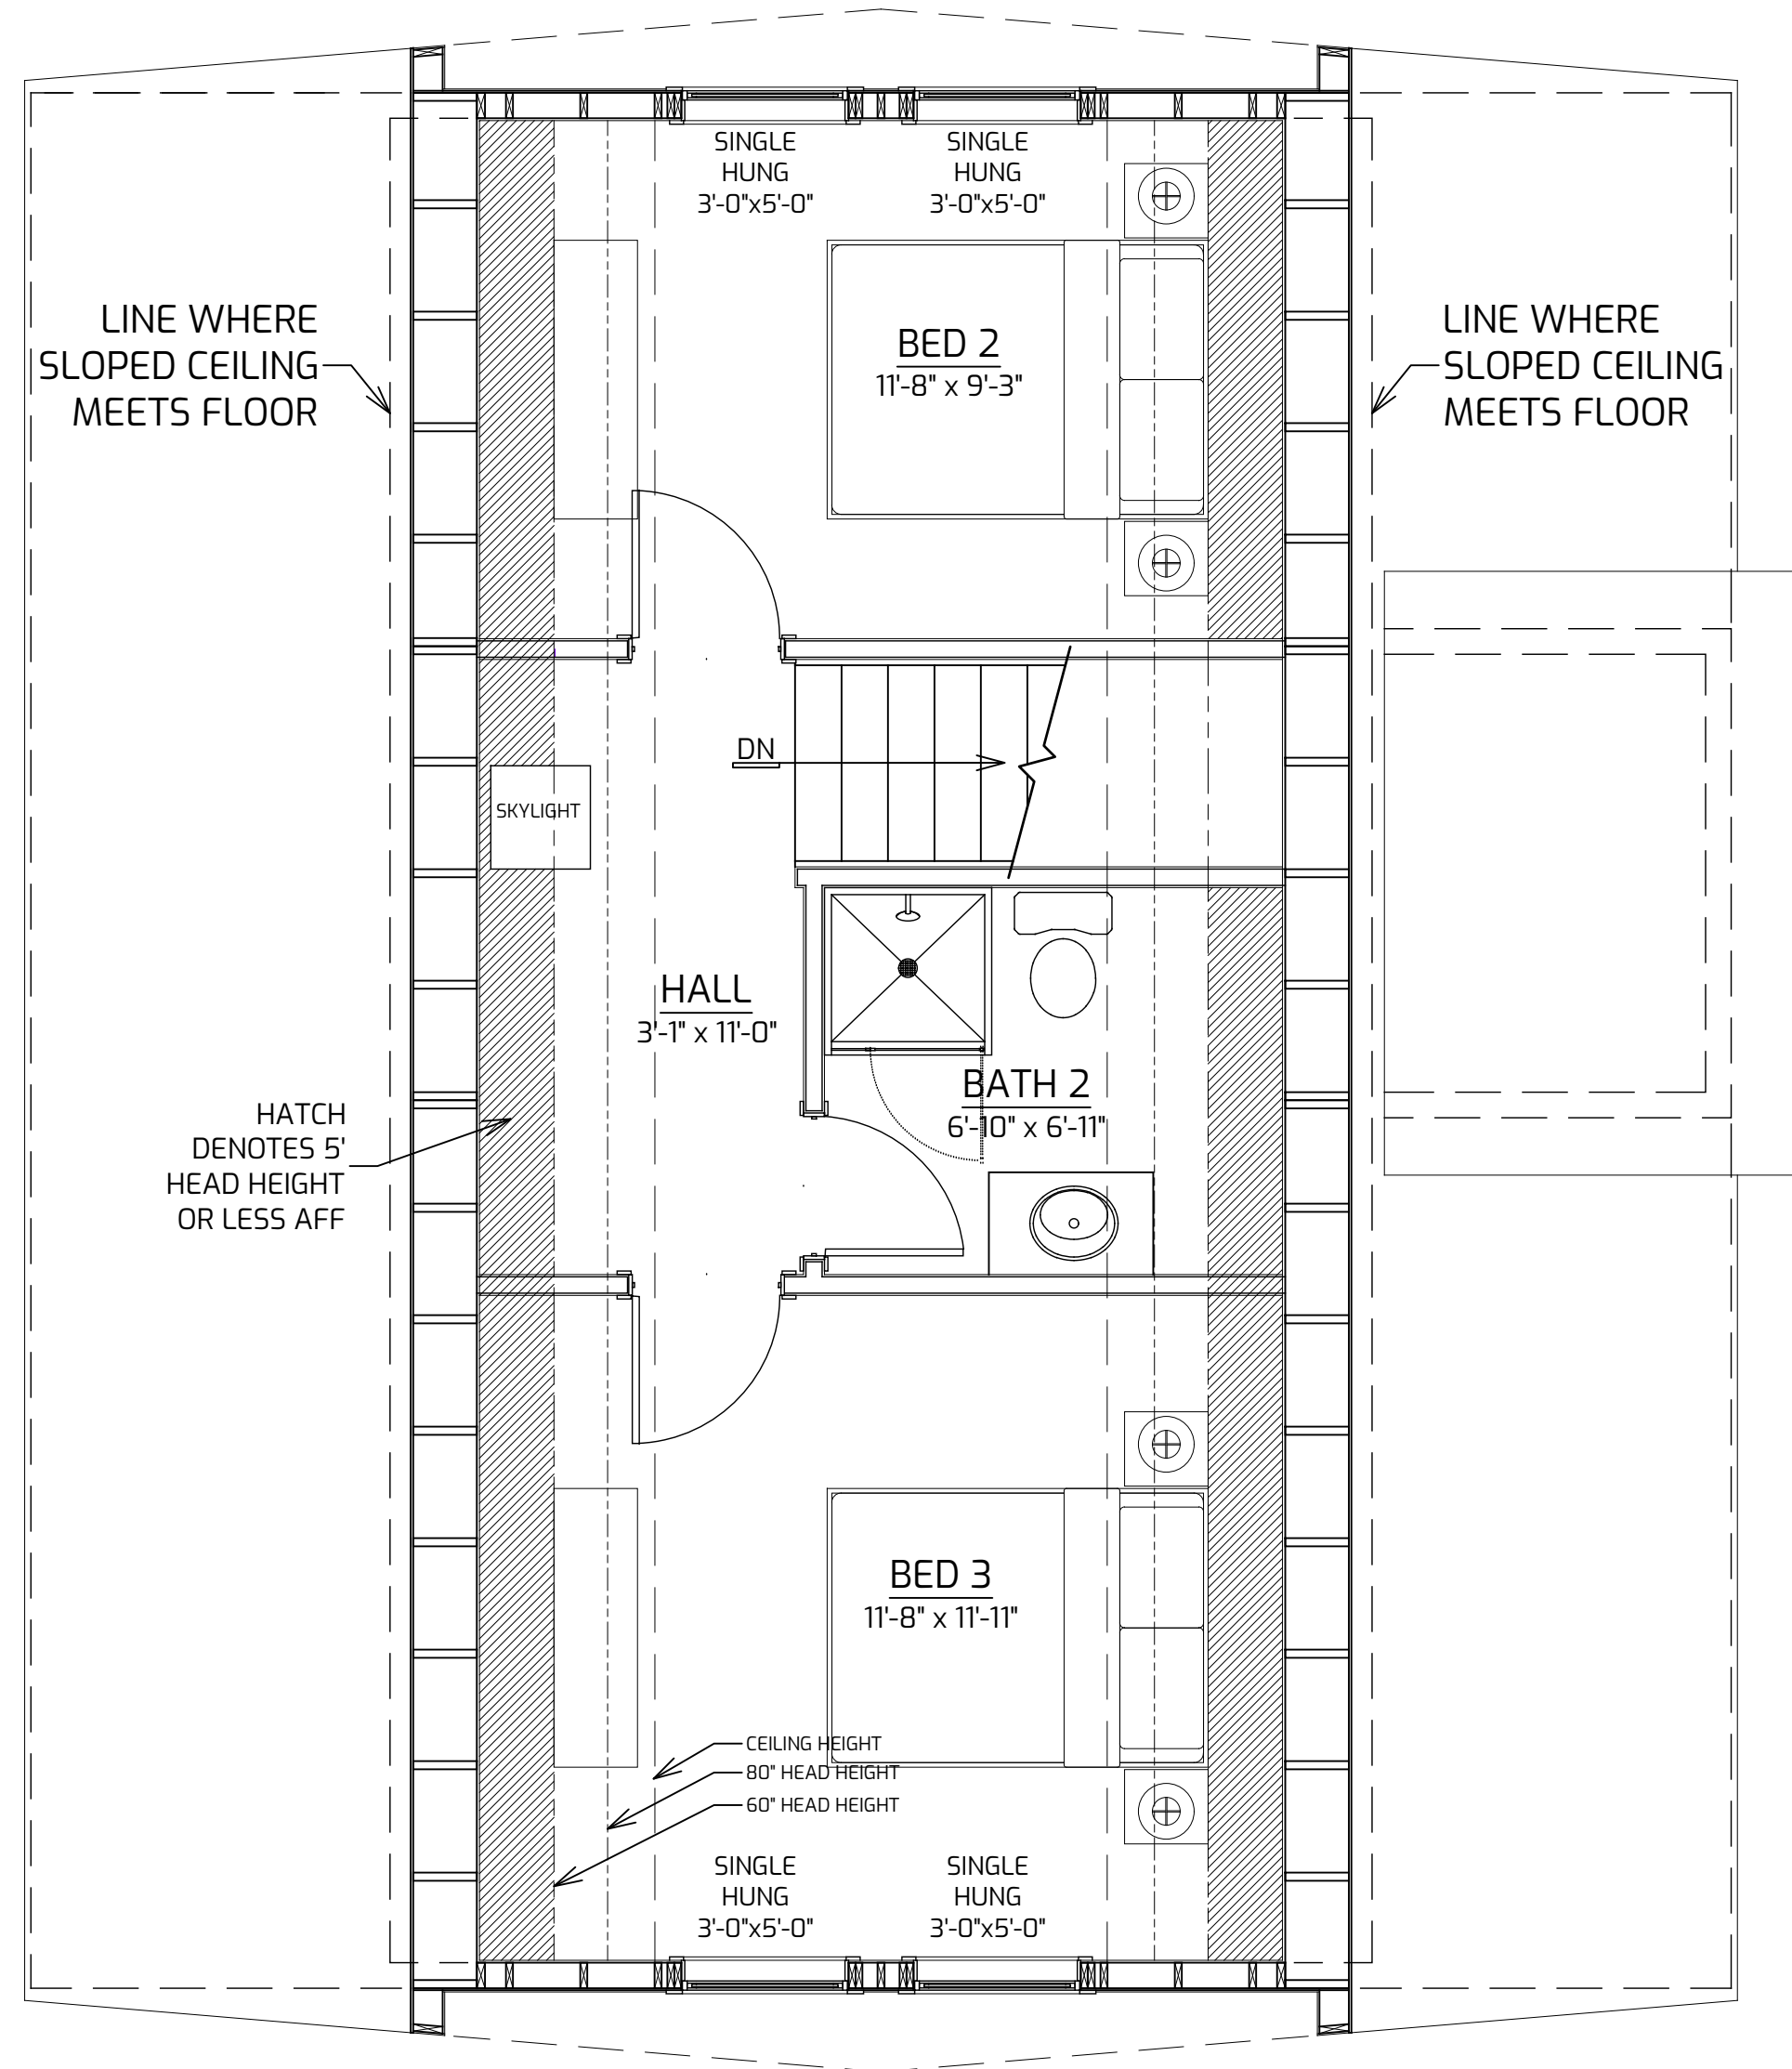 SINGLE
HUNG
3'-0"x5'-0"
SINGLE
HUNG
3'-0"x5'-0"
LINE WHERE
SLOPED CEILING
MEETS FLOOR
BED 2
11'-8" x 9'-3"
LINE WHERE
SLOPED CEILING
MEETS FLOOR
DN
SKYLIGHT
HALL
3'-1" x 11'-0"
BATH 2
6'-10" x 6'-11"
HATCH
DENOTES 5'
HEAD HEIGHT
OR LESS AFF
BED 3
11'-8" x 11'-11"
CEILING HEIGHT
80" HEAD HEIGHT
60" HEAD HEIGHT
SINGLE
HUNG
3'-0"x5'-0"
SINGLE
HUNG
3'-0"x5'-0"